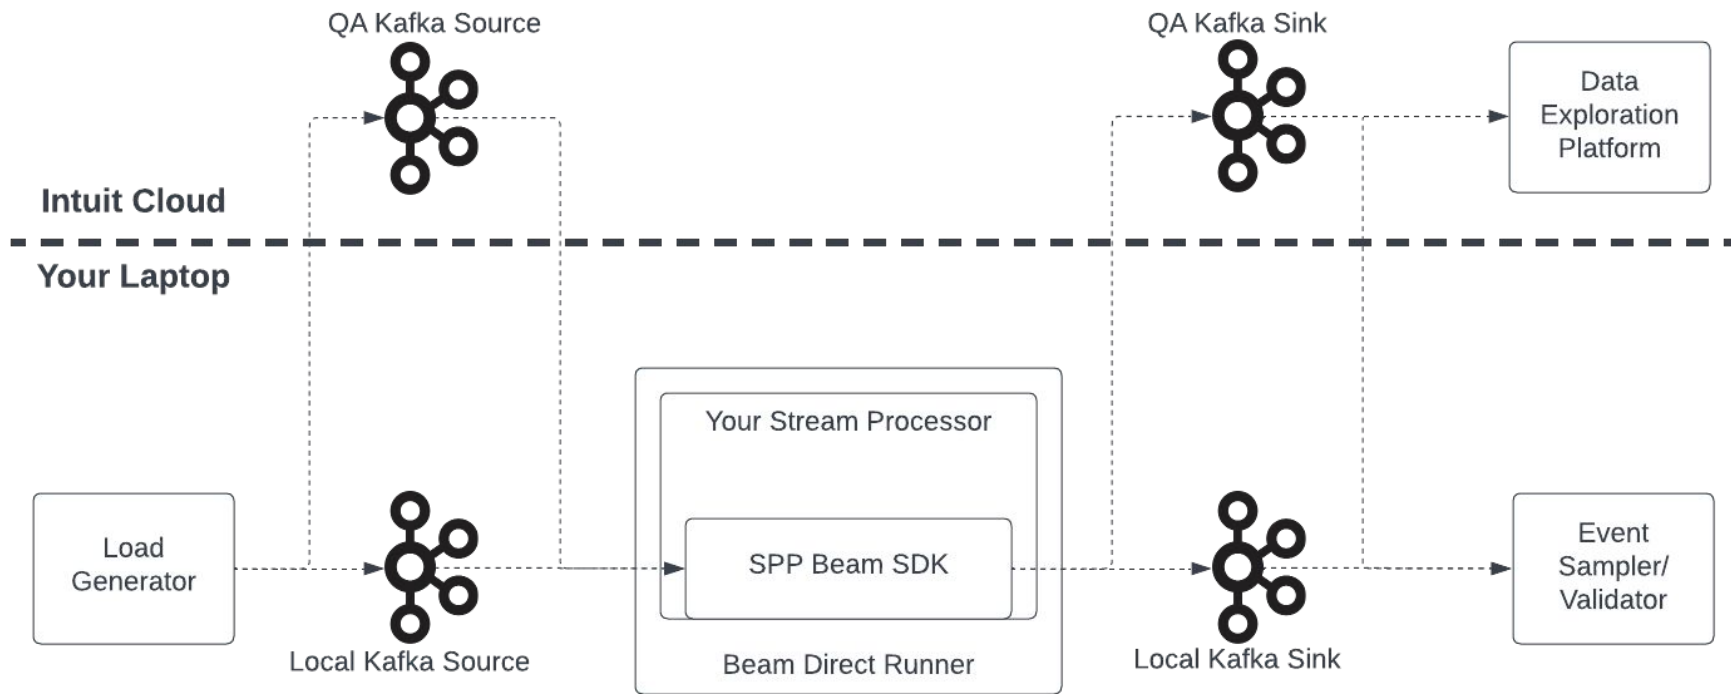 QA Kafka Source
QA Kafka Sink
Data
Exploration
Platform
Intuit Cloud
Your Laptop
Your Stream Processor
Load
Generator
SPP Beam SDK
Event
Sampler/
Validator
Local Kafka Source
Beam Direct Runner
Local Kafka Sink